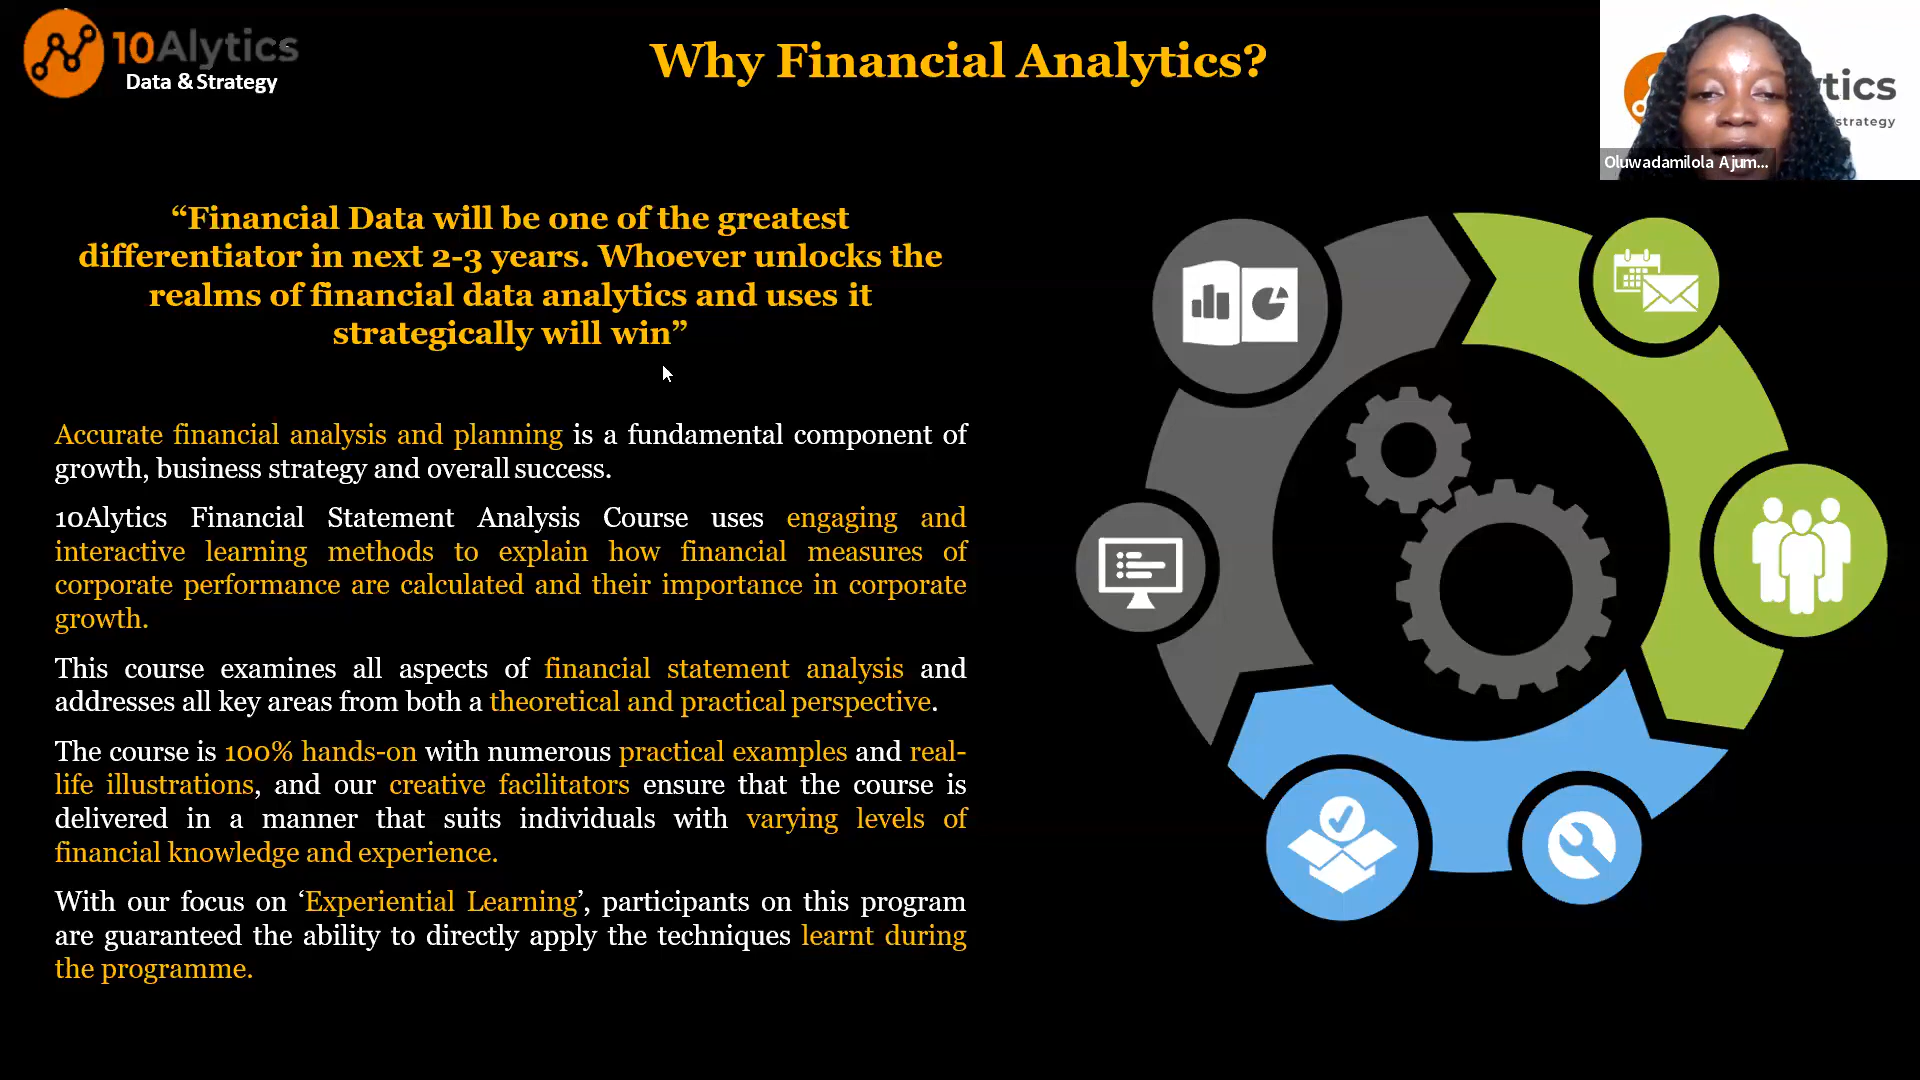 10Alytics
Data & Strategy
Why Financial Analytics?
tics
strategy
Oluwadamilola Ajum...
“Financial Data will be one of the greatest
differentiator in next 2-3 years. Whoever unlocks the
realms of financial data analytics and uses it
strategically will win”
Accurate financial analysis and planning is a fundamental component of
growth, business strategy and overall success.
10Alytics Financial Statement Analysis Course uses engaging and
interactive learning methods to explain how financial measures of
corporate performance are calculated and their importance in corporate
growth.
This course examines all aspects of financial statement analysis and
addresses all key areas from both a theoretical and practical perspective.
The course is 100% hands-on with numerous practical examples and real-
life illustrations, and our creative facilitators ensure that the course is
delivered in a manner that suits individuals with varying levels of
financial knowledge and experience.
With our focus on ‘Experiential Learning’, participants on this program
are guaranteed the ability to directly apply the techniques learnt during
the programme.